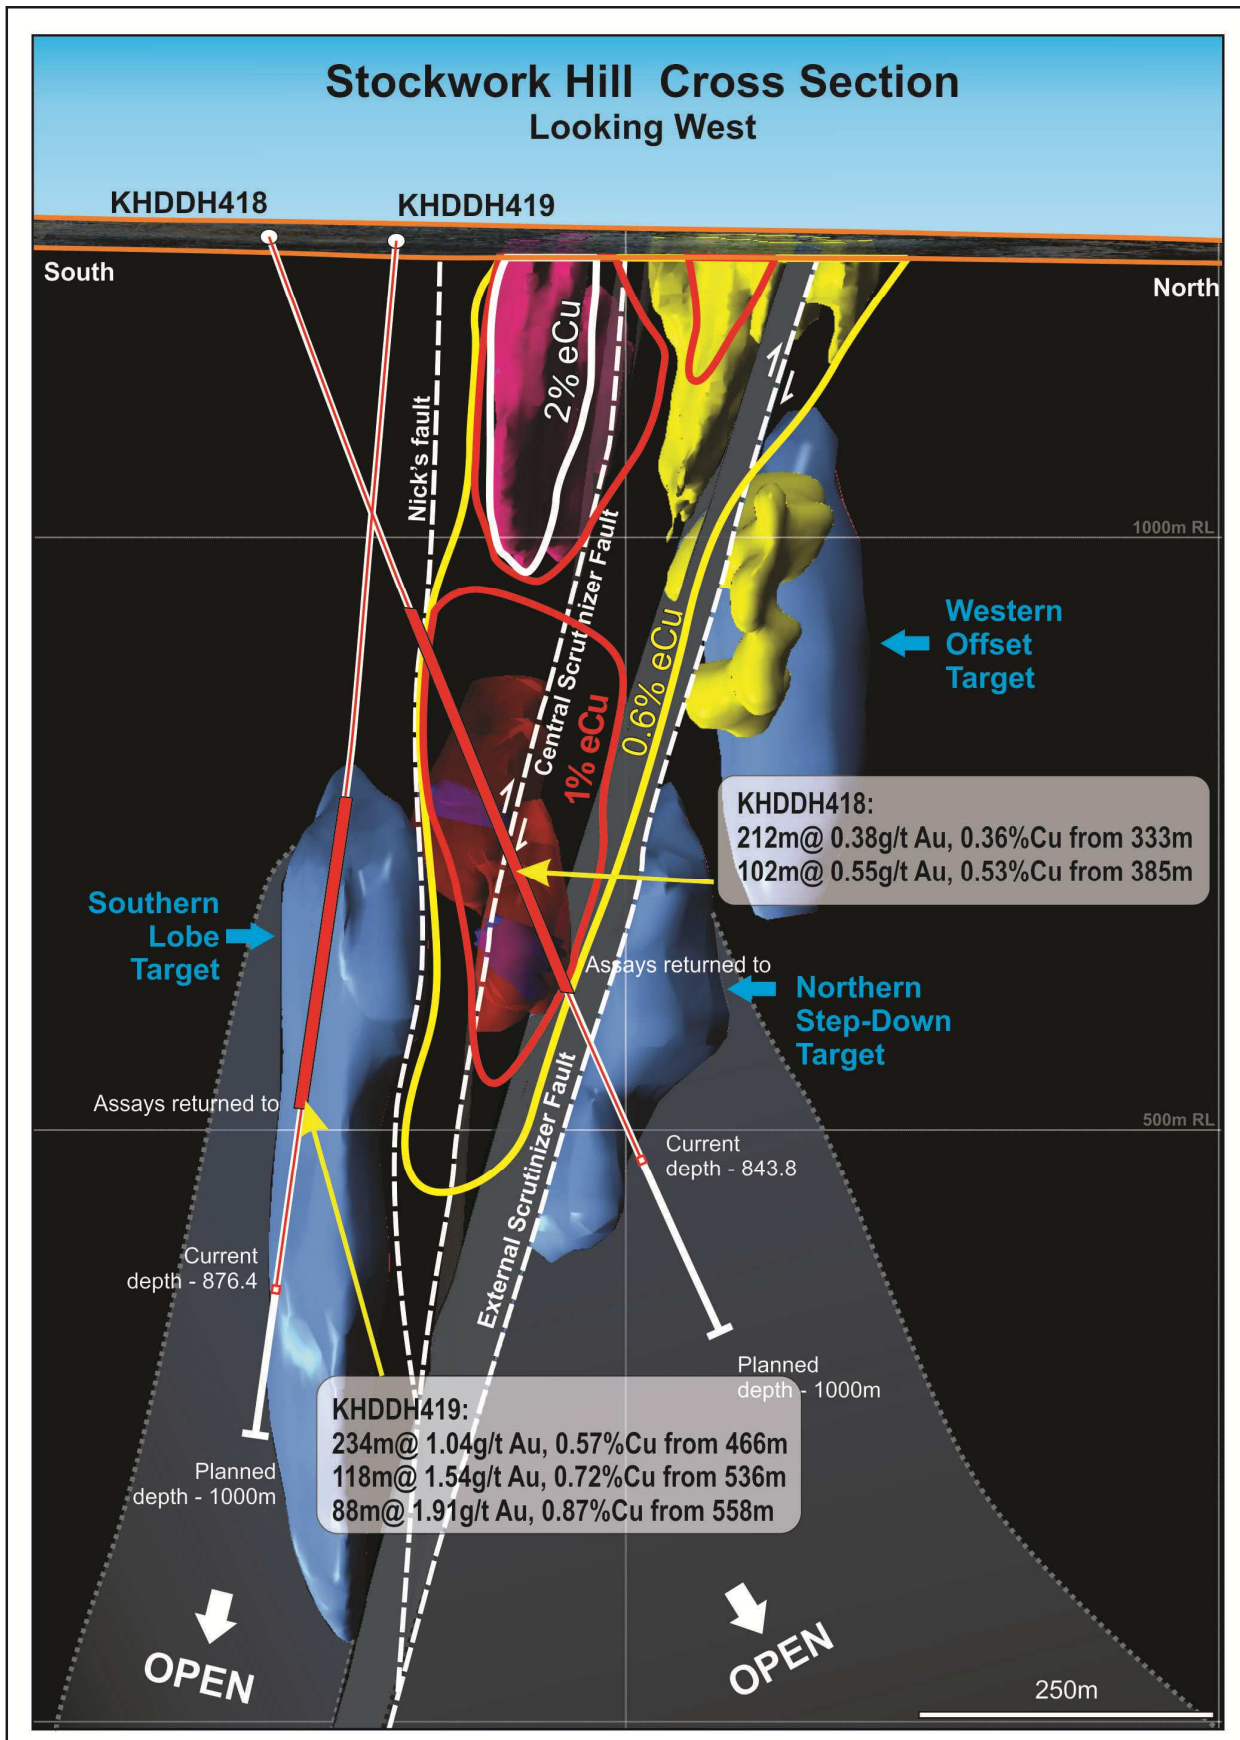 Stockwork Hill Cross Section
Looking West
KHDDH418
KHDDH419
South
North
2% eCu
Nick's fault
Central Scrutinizer Fault
1000m RL
Western
Offset
Target
0.6% eCu
1% eCu
KHDDH418:
212m@ 0.38g/t Au, 0.36%Cu from 333m
102m@ 0.55g/t Au, 0.53%Cu from 385m
Southern
Lobe
Target
Assays returned to
Northern
Step-Down
Target
Assays returned to
500m RL
External Scrutinizer Fault
Current
depth - 843.8
Current
depth - 876.4
Planned
depth - 1000m
KHDDH419:
234m@ 1.04g/t Au, 0.57%Cu from 466m
118m@ 1.54g/t Au, 0.72%Cu from 536m
88m@ 1.91g/t Au, 0.87%Cu from 558m
Planned
depth - 1000m
OPEN
OPEN
250m